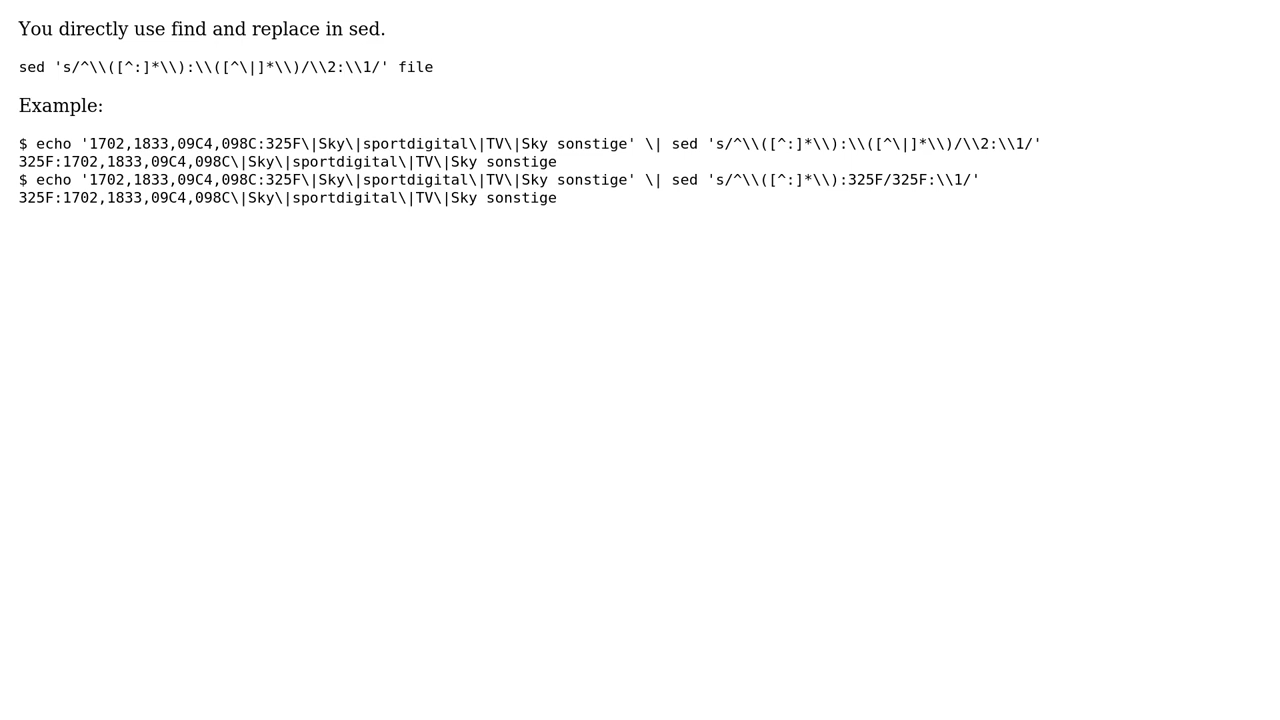 You directly use find and replace in sed.
sed 's/^\\([^:]*\\):\\([^\|]*\\)/\\2:\\1/' file
Example:
$ echo '1702,1833,09C4,098C:325F\|Sky\|sportdigital\|TV\|Sky sonstige' \| sed 's/^\\([^:]*\\):\\([^\|]*\\)/\\2:\\1/'
325F:1702,1833,09C4,098C\|Sky\|sportdigital\|TV\|Sky sonstige
$ echo '1702,1833,09C4,098C:325F\|Sky\|sportdigital\|TV\|Sky sonstige' \| sed 's/^\\([^:]*\\):325F/325F:\\1/'
325F:1702,1833,09C4,098C\|Sky\|sportdigital\|TV\|Sky sonstige